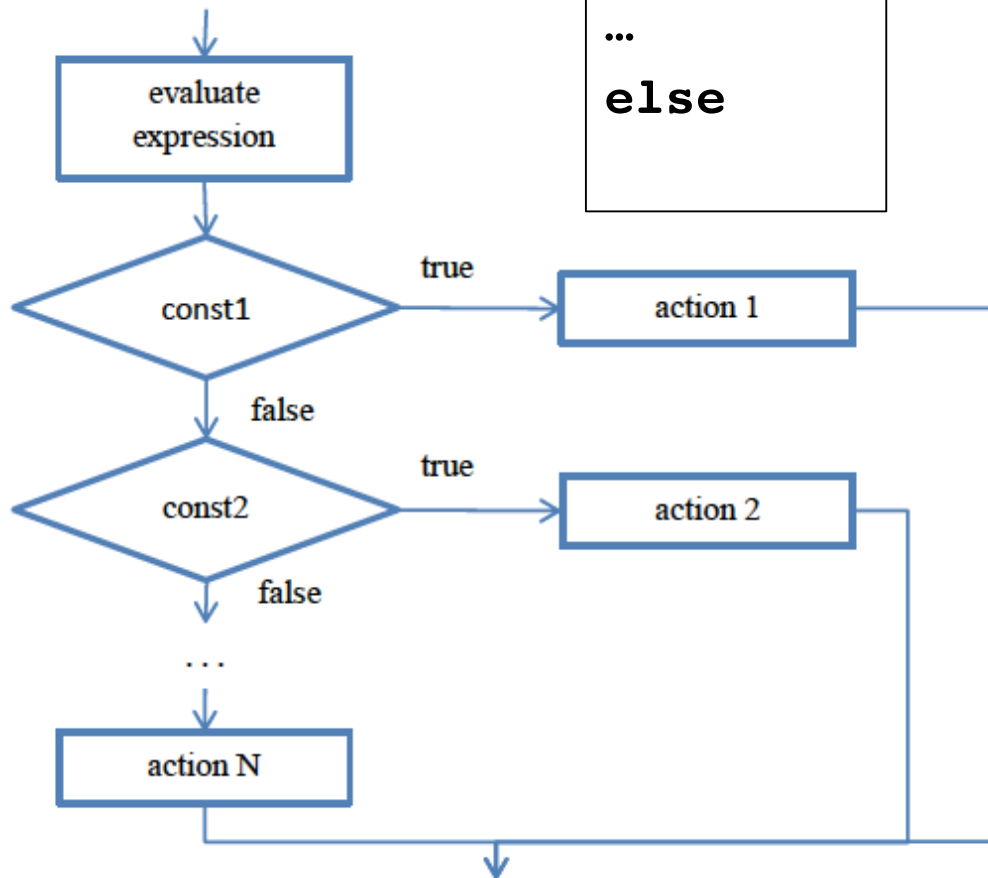 …
else
evaluate
expression
true
const1
action 1
false
true
const2
action 2
false
...
action N